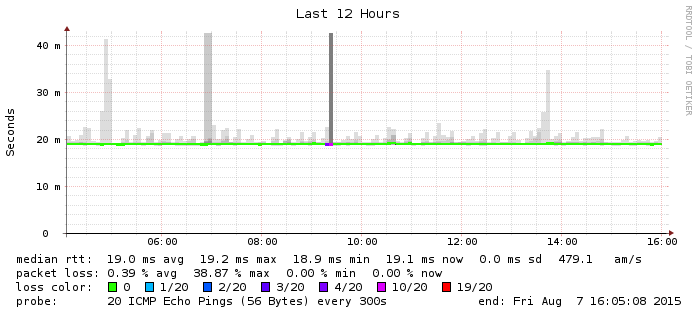 Last 12 Hours
RRDTOOL / TOBI OETIKER
Seconds
40 m
30 m
20 m
10 m
0
06:00 08:00 10:00 12:00 14:00 16:00
median rtt: 19.0 ms avg 19.2 ms max 18.9 ms min 19.1 ms now 0.0 ms sd 479.1 am/s
packet loss: 0.39 % avg 38.87 % max 0.00 % min 0.00 % now
loss color: 0 1/20 2/20 3/20 4/20 10/20 19/20
probe: 20 ICMP Echo Pings (56 Bytes) every 300s end: Fri Aug 7 16:05:08 2015